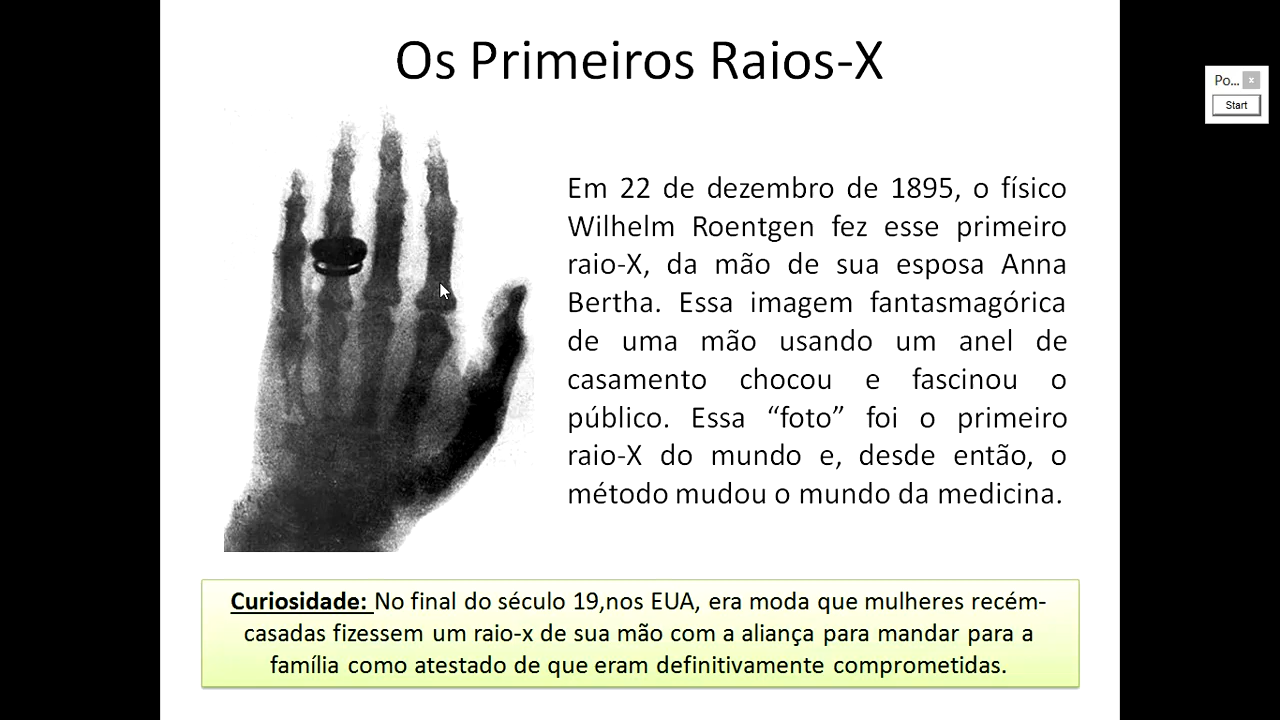 Os Primeiros Raios-X
Po...
Start
Em 22 de dezembro de 1895, o físico
Wilhelm Roentgen fez esse primeiro
raio-X, da mão de sua esposa Anna
Bertha. Essa imagem fantasmagórica
de uma mão usando um anel de
casamento chocou e fascinou o
público. Essa “foto” foi o primeiro
raio-X do mundo e, desde então, o
método mudou o mundo da medicina.
Curiosidade: No final do século 19,nos EUA, era moda que mulheres recém-
casadas fizessem um raio-x de sua mão com a aliança para mandar para a
família como atestado de que eram definitivamente comprometidas.